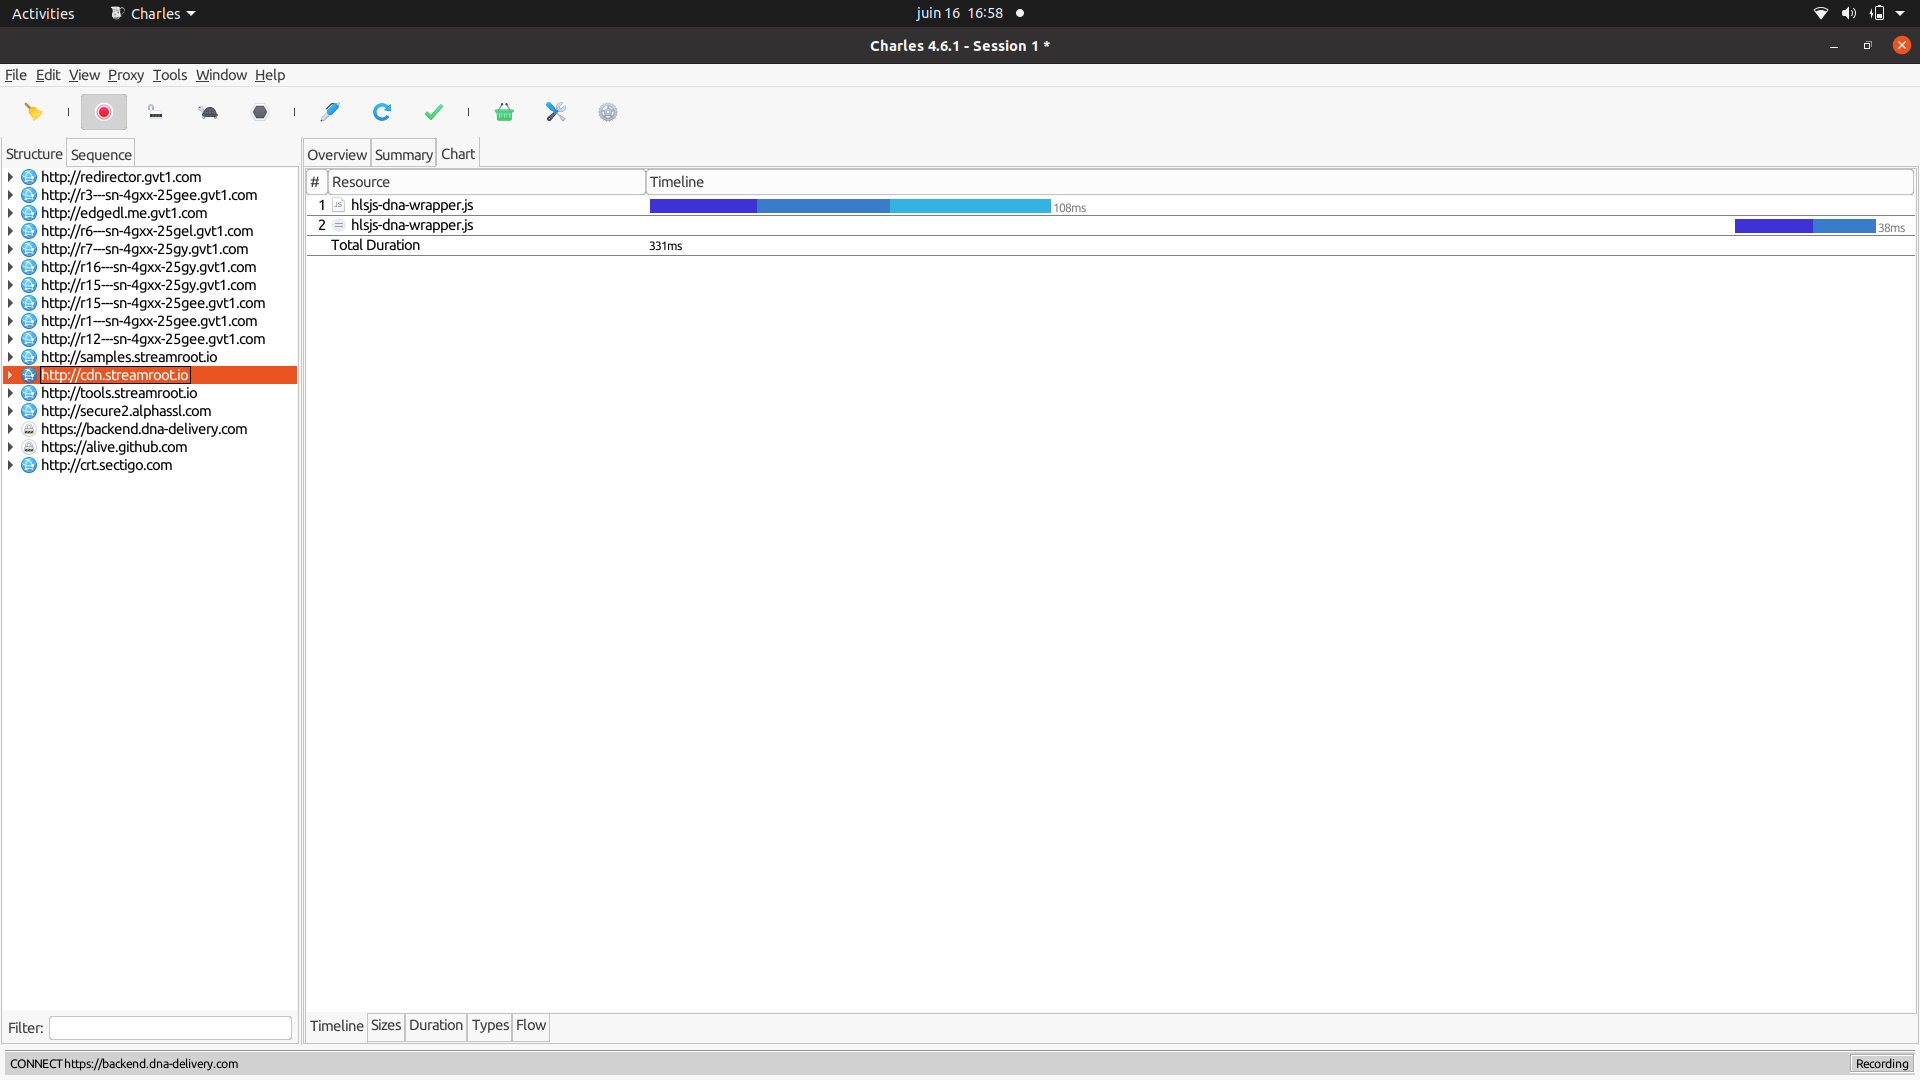 Activities Charles juin 16 16:58
Charles 4.6.1 - Session 1 *
File Edit View Proxy Tools Window Help
Structure Sequence
Overview Summary Chart
# Resource Timeline
http://redirector.gvt1.com
http://r3---sn-4gxx-25gee.gvt1.com
http://edgedl.me.gvt1.com
http://r6---sn-4gxx-25gel.gvt1.com
http://r7---sn-4gxx-25gy.gvt1.com
http://r16---sn-4gxx-25gy.gvt1.com
http://r15---sn-4gxx-25gy.gvt1.com
http://r15---sn-4gxx-25gee.gvt1.com
http://r1---sn-4gxx-25gee.gvt1.com
http://r12---sn-4gxx-25gee.gvt1.com
http://samples.streamroot.io
http://cdn.streamroot.io
http://tools.streamroot.io
http://secure2.alphassl.com
https://backend.dna-delivery.com
https://alive.github.com
http://crt.sectigo.com
1 JS hlsjs-dna-wrapper.js 108ms
2 hlsjs-dna-wrapper.js 38ms
Total Duration 331ms
Filter:
Timeline Sizes Duration Types Flow
CONNECT https://backend.dna-delivery.com
Recording